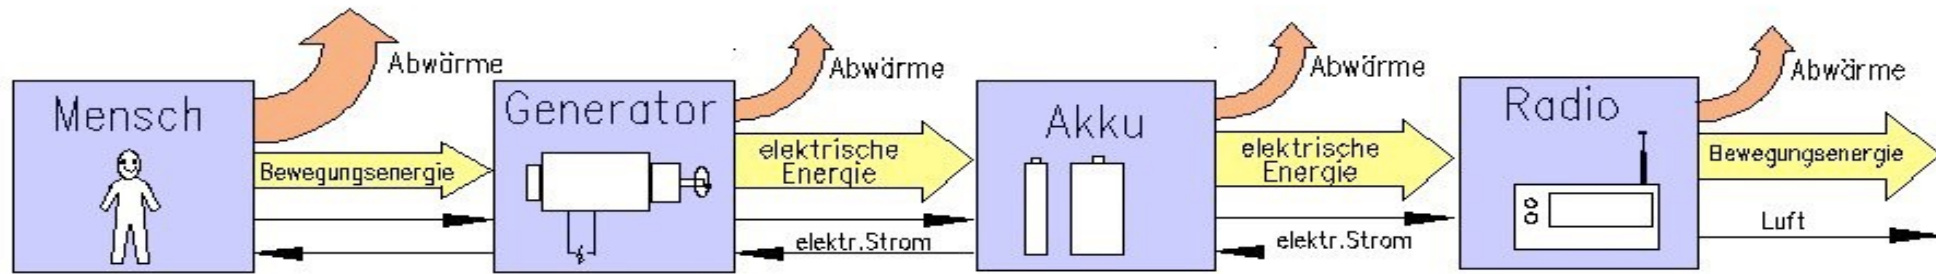 Mensch
Abwärme
Bewegungsenergie
Generator
Abwärme
elektrische
Energie
elektr.Strom
Akku
Abwärme
elektrische
Energie
elektr.Strom
Radio
Abwärme
Bewegungsenergie
Luft